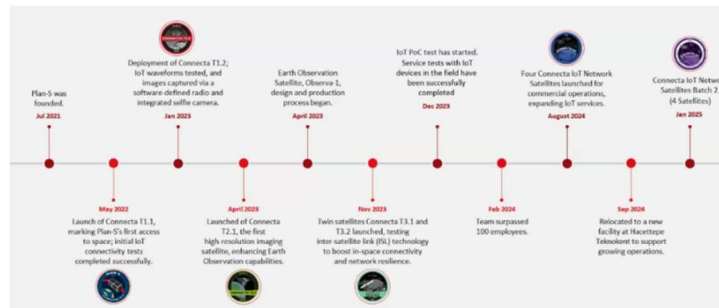 Plan-S was
founded.
Jul 2021
Launch of Connecta T1.1,
marking Plan-S's first access
to space; initial IoT
connectivity tests
completed successfully.
May 2022
Deployment of Connecta T1.2;
IoT waveforms tested, and
images captured via a
software defined radio and
integrated selfie camera.
Jan 2023
April 2023
Launched of Connecta
T2.1, the first
high-resolution imaging
satellite, enhancing Earth
Observation capabilities.
Earth Observation
Satellite, Observa-1,
design and production
process began.
April 2023
Nov 2023
Twin satellites Connecta T3.1 and
T3.2 launched, testing
inter-satellite link (ISL) technology
to boost in-space connectivity
and network resilience.
IoT PoC test has started.
Service tests with IoT
devices in the field have
been successfully
completed
Dec 2023
Feb 2024
Team surpassed
100 employees.
Four Connecta IoT Network
Satellites launched for
commercial operations,
expanding IoT services.
August 2024
Sep 2024
Relocated to a new
facility at Hacettepe
Teknokent to support
growing operations.
Connecta IoT Netw
Satellites Batch 2
(4 Satellites)
Jan 2025